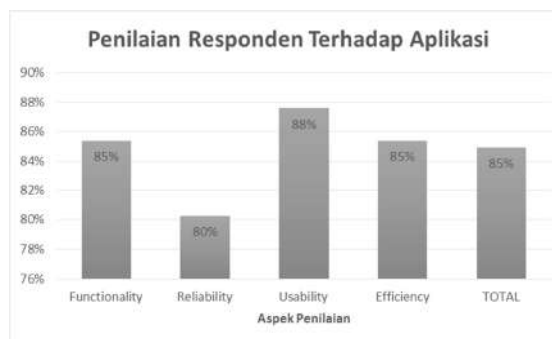 Penilaian Responden Terhadap Aplikasi
90%
88%
86%
84%
82%
80%
78%
76%
85%
80%
88%
85%
85%
Functionality
Reliability
Usability
Efficiency
TOTAL
Aspek Penilaian